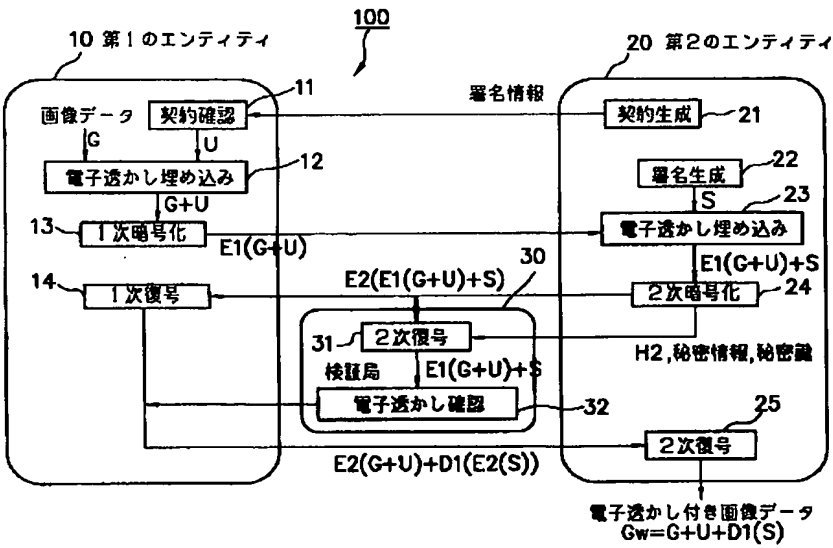 100
10 第1のエンティティ
20 第2のエンティティ
11
署名情報
画像データ
契約確認
契約生成
21
G
U
12
22
電子透かし埋め込み
署名生成
23
G+U
S
13
1次暗号化
電子透かし埋め込み
E1(G+U)
E1(G+U)+S
14
E2(E1(G+U)+S)
30
1次復号
2次暗号化
24
31
2次復号
H2,秘密情報,秘密鍵
検証局
E1(G+U)+S
電子透かし確認
32
25
2次復号
E2(G+U)+D1(E2(S))
電子透かし付き画像データ
Gw=G+U+D1(S)